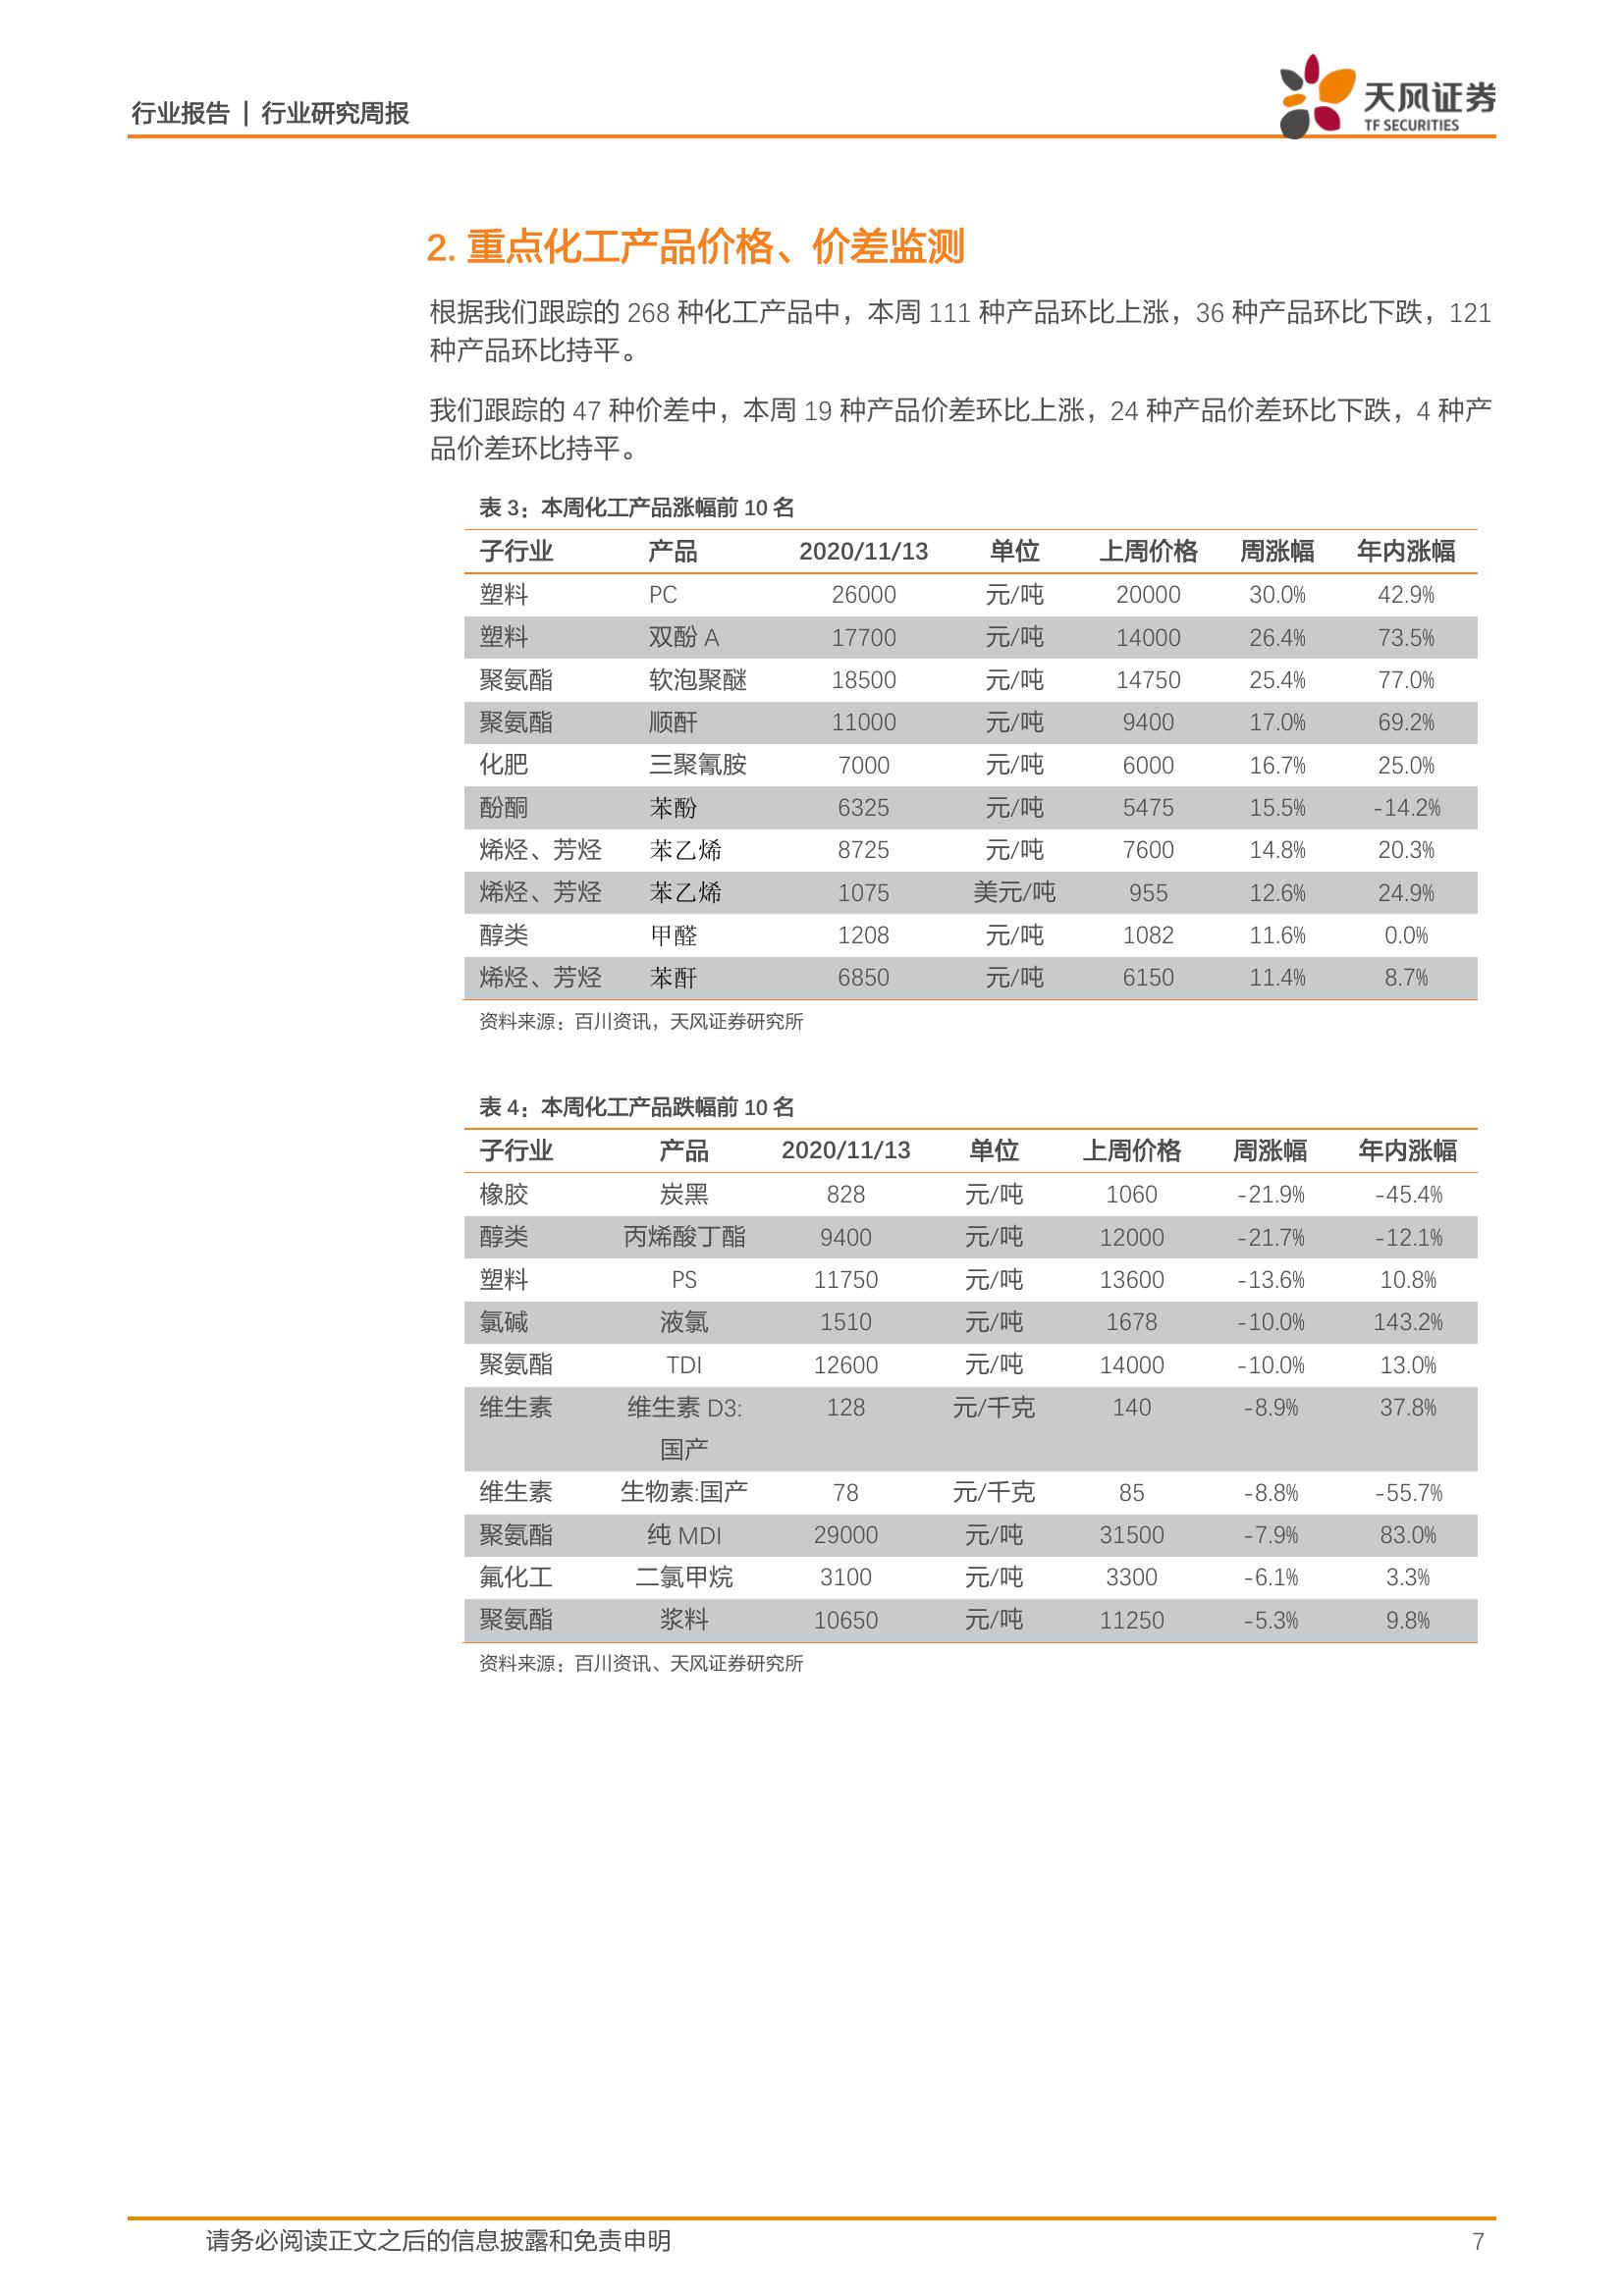 行业报告 | 行业研究周报
天风证券
TF SECURITIES
2. 重点化工产品价格、价差监测
根据我们跟踪的 268 种化工产品中，本周 111 种产品环比上涨，36 种产品环比下跌，121
种产品环比持平。
我们跟踪的 47 种价差中，本周 19 种产品价差环比上涨，24 种产品价差环比下跌，4 种产
品价差环比持平。
表 3：本周化工产品涨幅前 10 名
子行业 产品 2020/11/13 单位 上周价格 周涨幅 年内涨幅
塑料 PC 26000 元/吨 20000 30.0% 42.9%
塑料 双酚 A 17700 元/吨 14000 26.4% 73.5%
聚氨酯 软泡聚醚 18500 元/吨 14750 25.4% 77.0%
聚氨酯 顺酐 11000 元/吨 9400 17.0% 69.2%
化肥 三聚氰胺 7000 元/吨 6000 16.7% 25.0%
酚酮 苯酚 6325 元/吨 5475 15.5% -14.2%
烯烃、芳烃 苯乙烯 8725 元/吨 7600 14.8% 20.3%
烯烃、芳烃 苯乙烯 1075 美元/吨 955 12.6% 24.9%
醇类 甲醛 1208 元/吨 1082 11.6% 0.0%
烯烃、芳烃 苯酐 6850 元/吨 6150 11.4% 8.7%
资料来源：百川资讯，天风证券研究所
表 4：本周化工产品跌幅前 10 名
子行业 产品 2020/11/13 单位 上周价格 周涨幅 年内涨幅
橡胶 炭黑 828 元/吨 1060 -21.9% -45.4%
醇类 丙烯酸丁酯 9400 元/吨 12000 -21.7% -12.1%
塑料 PS 11750 元/吨 13600 -13.6% 10.8%
氯碱 液氯 1510 元/吨 1678 -10.0% 143.2%
聚氨酯 TDI 12600 元/吨 14000 -10.0% 13.0%
维生素 维生素 D3: 128 元/千克 140 -8.9% 37.8%
国产
维生素 生物素:国产 78 元/千克 85 -8.8% -55.7%
聚氨酯 纯 MDI 29000 元/吨 31500 -7.9% 83.0%
氟化工 二氯甲烷 3100 元/吨 3300 -6.1% 3.3%
聚氨酯 浆料 10650 元/吨 11250 -5.3% 9.8%
资料来源：百川资讯、天风证券研究所
请务必阅读正文之后的信息披露和免责申明 7